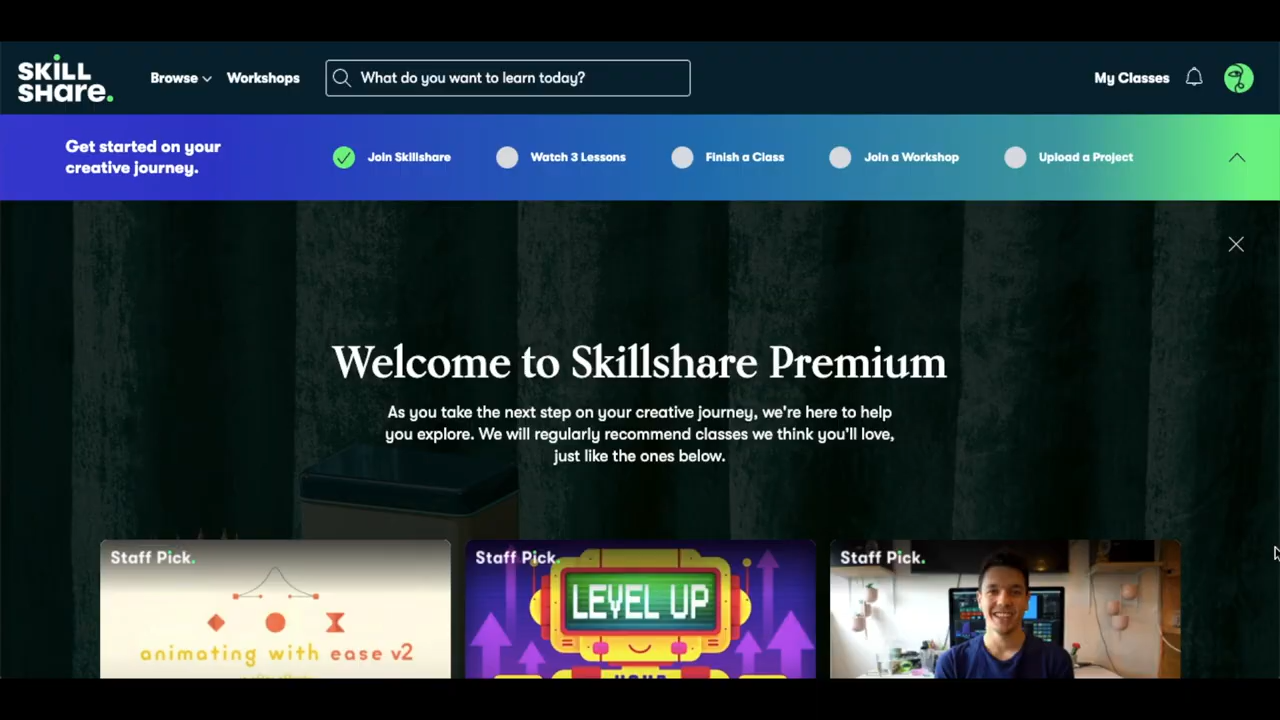 SKILL
SHare.
Browse
Workshops
What do you want to learn today?
My Classes
Get started on your
creative journey.
Join Skillshare
Watch 3 Lessons
Finish a Class
Join a Workshop
Upload a Project
Welcome to Skillshare Premium
As you take the next step on your creative journey, we're here to help
you explore. We will regularly recommend classes we think you'll love,
just like the ones below.
Staff Pick.
animating with ease v2
Staff Pick.
LEVEL UP
YOUR
Staff Pick.